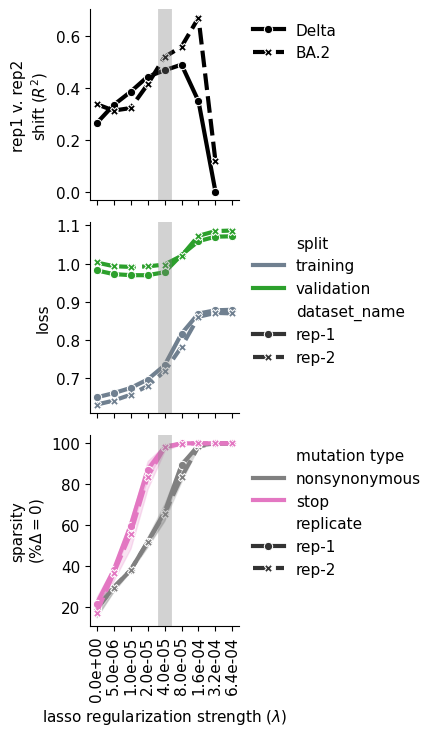 0.6
0.4
0.2
0.0
rep1 v. rep2
shift (R²)
Delta
BA.2
1.1
1.0
0.9
0.8
0.7
loss
split
training
validation
dataset_name
rep-1
rep-2
100
80
60
40
20
sparsity
(%Δ = 0)
mutation type
nonsynonymous
stop
replicate
rep-1
rep-2
0.0e+00
5.0e-06
1.0e-05
2.0e-05
4.0e-05
8.0e-05
1.6e-04
3.2e-04
6.4e-04
lasso regularization strength (λ)